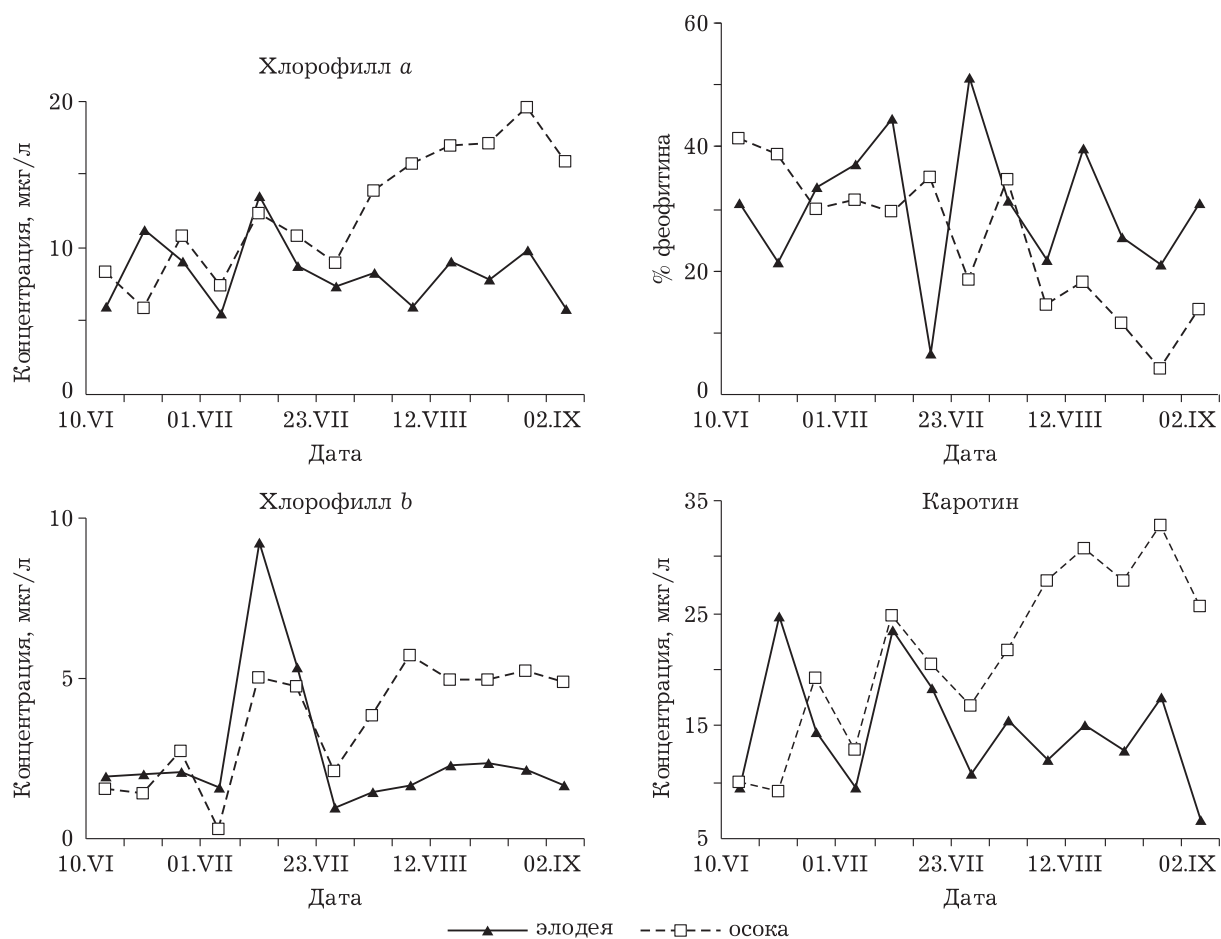 Хлорофилл a
Концентрация, мкг/л
20
10
0
10.VI 01.VII 23.VII 12.VIII 02.IX
Дата
% феофитина
60
40
20
0
10.VI 01.VII 23.VII 12.VIII 02.IX
Дата
Хлорофилл b
Концентрация, мкг/л
10
5
0
10.VI 01.VII 23.VII 12.VIII 02.IX
Дата
Каротин
Концентрация, мкг/л
35
25
15
5
10.VI 01.VII 23.VII 12.VIII 02.IX
Дата
элодея осока